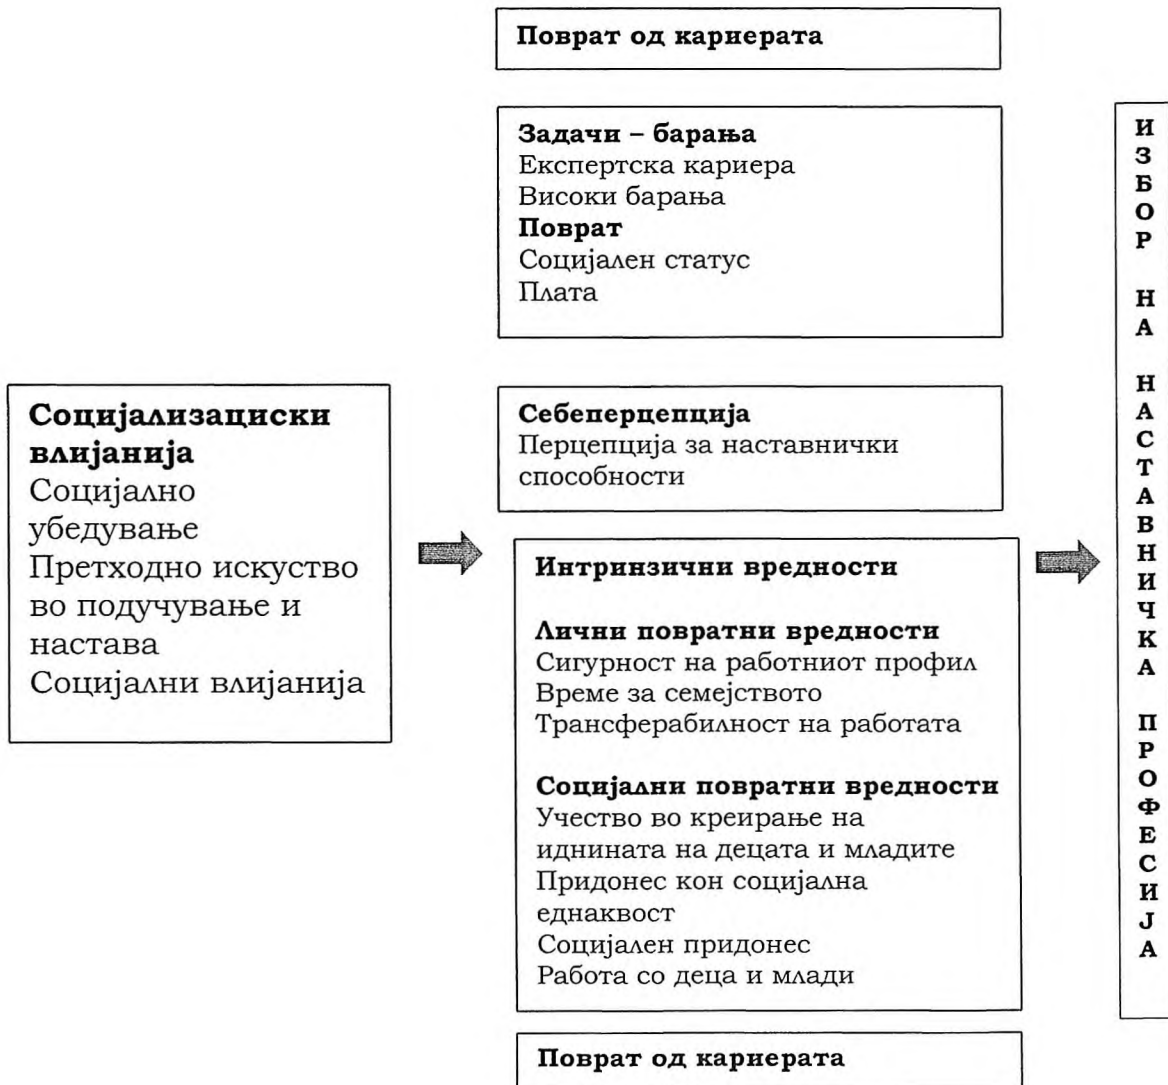 Поврат од кариерата
Задачи – барања
Експертска кариера
Високи барања
Поврат
Социјален статус
Плата
Социјализациски
влијанија
Социјално
убедување
Претходно искуство
во подучување и
настава
Социјални влијанија
Себеперцепција
Перцепција за наставнички
способности
Интринзични вредности
Лични повратни вредности
Сигурност на работниот профил
Време за семејството
Трансферабилност на работата
Социјални повратни вредности
Учество во креирање на
иднината на децата и младите
Придонес кон социјална
еднаквост
Социјален придонес
Работа со деца и млади
Поврат од кариерата
ИЗБОР НА НАСТАВНИЧКА ПРОФЕСИЈА